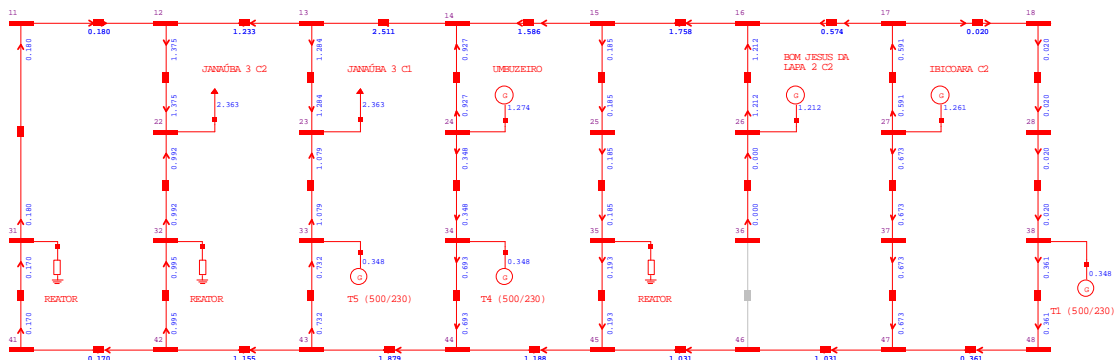 11 12 13 14 15 16 17 18
0.180 1.233 2.511 1.586 1.758 0.574 0.020
0.180 1.375 1.284 0.927 0.185 1.212 0.591 0.020
JANAÚBA 3 C2 JANAÚBA 3 C1 UMBUZEIRO BOM JESUS DA
LAPA 2 C2 IBICOARA C2
G G G
2.363 2.363 1.274 1.212 1.261
1.375 1.284 0.927 0.185 1.212 0.591 0.020
22 23 24 25 26 27 28
0.992 1.079 0.348 0.185 0.000 0.673 0.020
0.180 0.992 1.079 0.348 0.185 0.000 0.673 0.020
31 32 33 34 35 36 37 38
0.348 0.348 0.348
G G G
0.170 0.995 0.732 0.693 0.193 0.673 0.361
REATOR REATOR T5 (500/230) T4 (500/230) REATOR T1 (500/230)
0.170 0.995 0.732 0.693 0.193 0.673 0.361
41 42 43 44 45 46 47 48
0.170 1.155 1.879 1.188 1.031 1.031 0.361